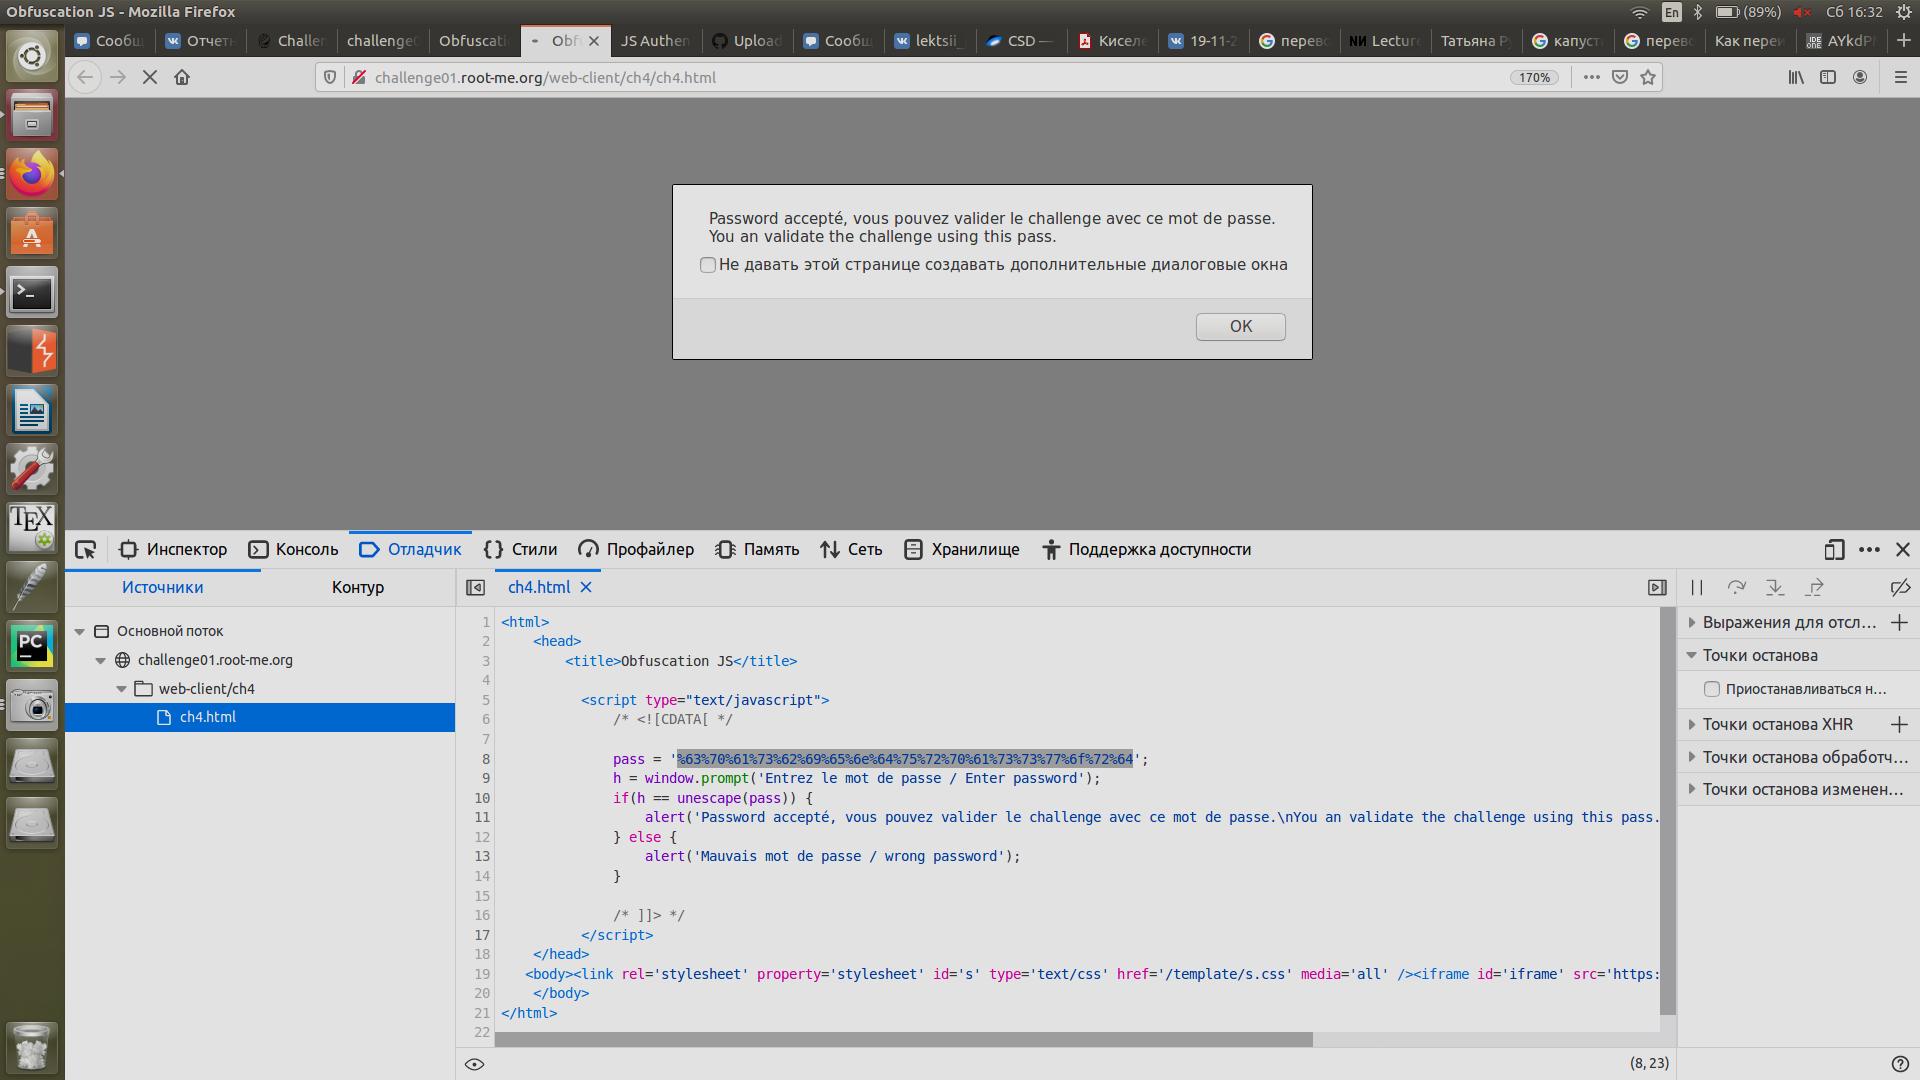 Obfuscation JS - Mozilla Firefox
En (89%) Сб 16:32
Сообщ
Отчетн
Challen
challenge
Obfuscati
Obf
JS Authen
Upload
Сообщ
lektsii_
CSD —
Кисел
19-11-2
перево
Lecture
Татьяна Р
капуст
перево
Как переи
AYkdP
challenge01.root-me.org/web-client/ch4/ch4.html
170%
Password accepté, vous pouvez valider le challenge avec ce mot de passe.
You an validate the challenge using this pass.
Не давать этой странице создавать дополнительные диалоговые окна
OK
Инспектор
Консоль
Отладчик
Стили
Профайлер
Память
Сеть
Хранилище
Поддержка доступности
Источники
Контур
ch4.html
Основной поток
challenge01.root-me.org
web-client/ch4
ch4.html
1 <html>
2 <head>
3 <title>Obfuscation JS</title>
4
5 <script type="text/javascript">
6 /* <![CDATA[ */
7
8 pass = '%63%70%61%73%62%69%65%6e%64%75%72%70%61%73%73%77%6f%72%64';
9 h = window.prompt('Entrez le mot de passe / Enter password');
10 if(h == unescape(pass)) {
11 alert('Password accepté, vous pouvez valider le challenge avec ce mot de passe.\nYou an validate the challenge using this pass.
12 } else {
13 alert('Mauvais mot de passe / wrong password');
14 }
15
16 /* ]]> */
17 </script>
18 </head>
19 <body><link rel='stylesheet' property='stylesheet' id='s' type='text/css' href='/template/s.css' media='all' /><iframe id='iframe' src='https:
20 </body>
21 </html>
22
(8, 23)
Выражения для отсл...
Точки останова
Приостанавливаться н...
Точки останова XHR
Точки останова обработч...
Точки останова изменен...
TEX
PC